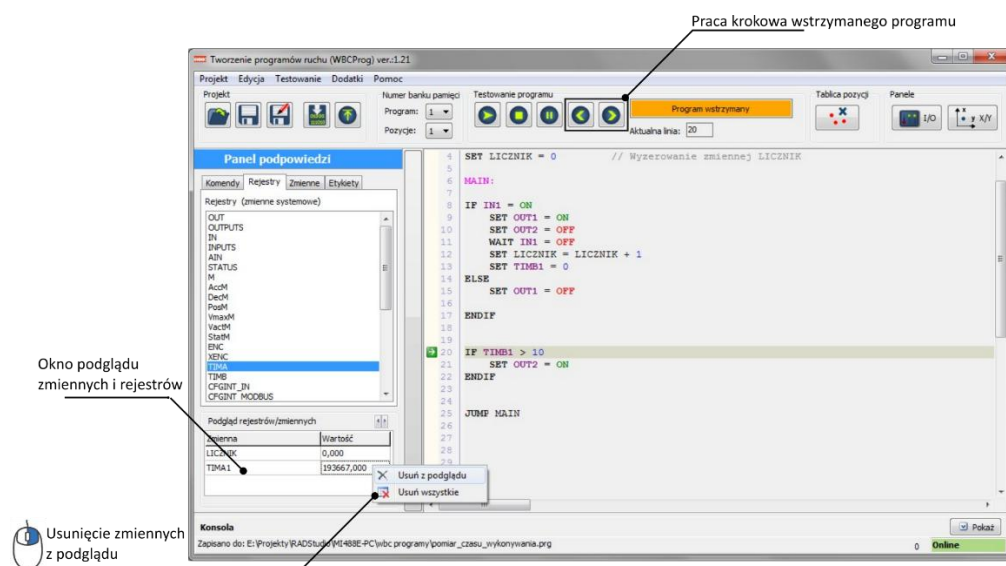 Praca krokowa wstrzymanego programu
Tworzenie programów ruchu (WBCProg) ver.:1.21
Projekt Edycja Testowanie Dodatki Pomoc
Projekt
Numer banku pamięci
Testowanie programu
Tablica pozycji
Panele
Program: 1
Pozycje: 1
Program wstrzymany
Aktualna linia: 20
I/O
X/Y
Panel podpowiedzi
Komendy Rejestry Zmienne Etykiety
Rejestry (zmienne systemowe)
OUT
OUTPUTS
IN
INPUTS
AIN
STATUS
M
AccM
DecM
PosM
VmaxM
VactM
StatM
ENC
XENC
TIMA
TIMB
CFGINT_IN
CFGINT MODBUS
4 SET LICZNIK = 0 // Wyzerowanie zmiennej LICZNIK
5
6 MAIN:
7
8 IF IN1 = ON
9 SET OUT1 = ON
10 SET OUT2 = OFF
11 WAIT IN1 = OFF
12 SET LICZNIK = LICZNIK + 1
13 SET TIMB1 = 0
14 ELSE
15 SET OUT1 = OFF
16
17 ENDIF
18
19
20 IF TIMB1 > 10
21 SET OUT2 = ON
22 ENDIF
23
24
25 JUMP MAIN
26
27
28
29
Okno podglądu
zmiennych i rejestrów
Podgląd rejestrów/zmiennych
Zmienna Wartość
LICZNIK 0,000
TIMA1 193667,000
Usuń z podglądu
Usuń wszystkie
Usunięcie zmiennych
z podglądu
Konsola
Pokaż
Zapisano do: E:\Projekty\RADStudio\MI488E-PC\wbc programy\pomiar_czasu_wykonywania.prg
0 Online